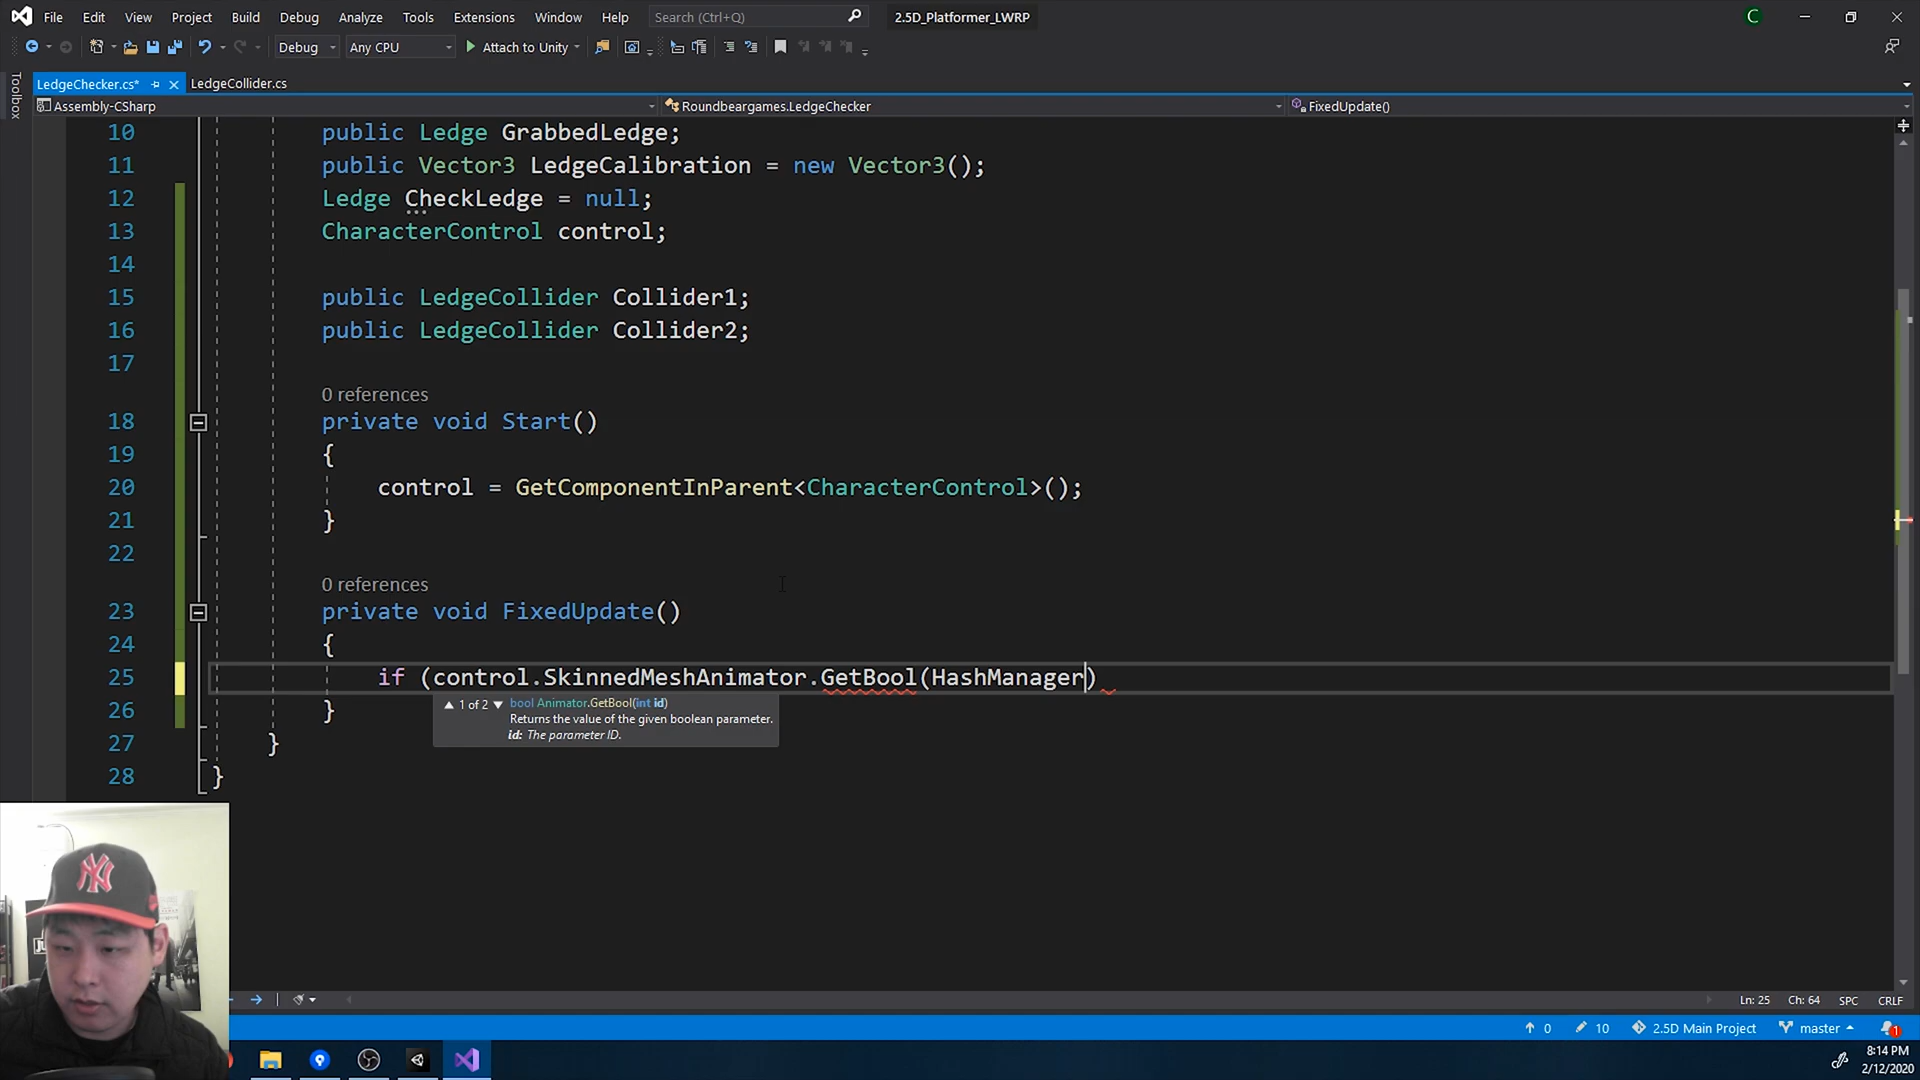 File Edit View Project Build Debug Analyze Tools Extensions Window Help Search (Ctrl+Q) 2.5D_Platformer_LWRP C
Debug Any CPU Attach to Unity
Toolbox
LedgeChecker.cs* LedgeCollider.cs
Assembly-CSharp Roundbeargames.LedgeChecker FixedUpdate()
10 public Ledge GrabbedLedge;
11 public Vector3 LedgeCalibration = new Vector3();
12 Ledge CheckLedge = null;
13 CharacterControl control;
14
15 public LedgeCollider Collider1;
16 public LedgeCollider Collider2;
17
0 references
18 private void Start()
19 {
20 control = GetComponentInParent<CharacterControl>();
21 }
22
0 references
23 private void FixedUpdate()
24 {
25 if (control.SkinnedMeshAnimator.GetBool(HashManager)
26 }
27 }
28 }
1 of 2 bool Animator.GetBool(int id)
Returns the value of the given boolean parameter.
id: The parameter ID.
NY
Ln: 25 Ch: 64 SPC CRLF
0 10 2.5D Main Project master 1
8:14 PM
2/12/2020